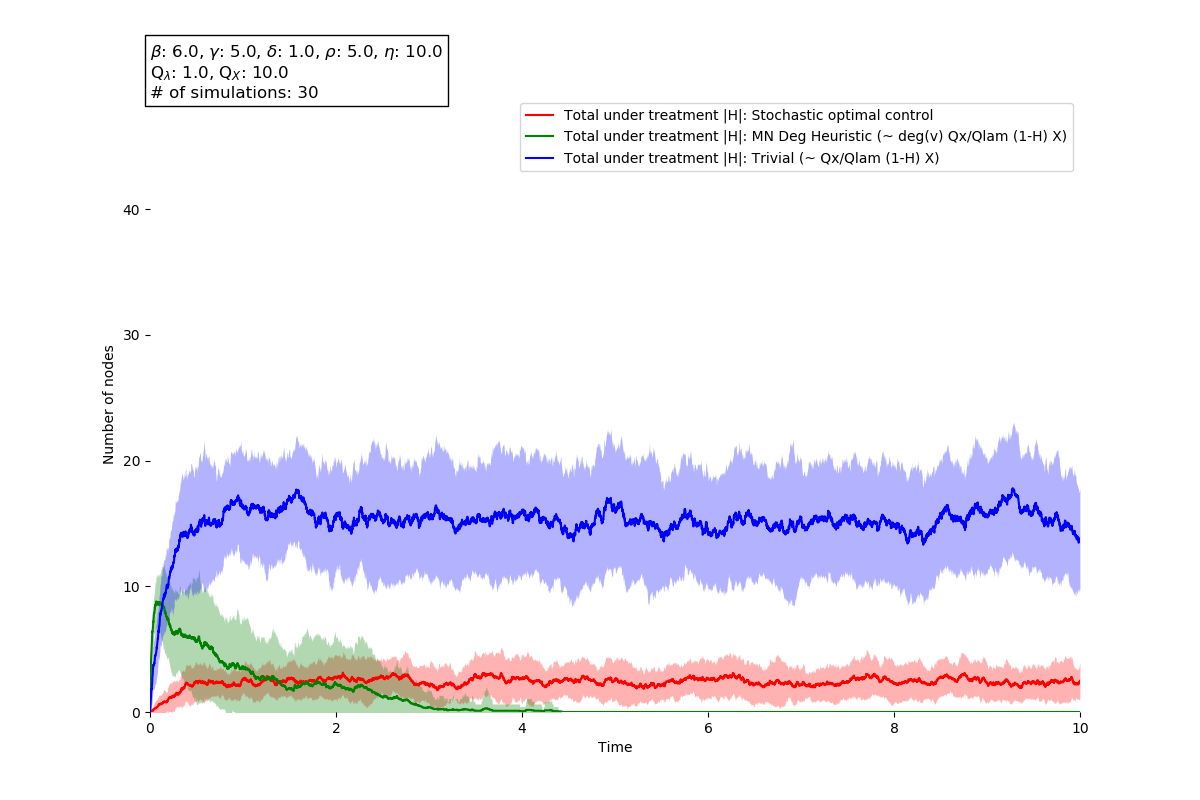 β: 6.0, γ: 5.0, δ: 1.0, ρ: 5.0, η: 10.0
Qλ: 1.0, QX: 10.0
# of simulations: 30
Total under treatment |H|: Stochastic optimal control
Total under treatment |H|: MN Deg Heuristic (~ deg(v) Qx/Qlam (1-H) X)
Total under treatment |H|: Trivial (~ Qx/Qlam (1-H) X)
40
30
20
10
0
Number of nodes
0 2 4 6 8 10
Time